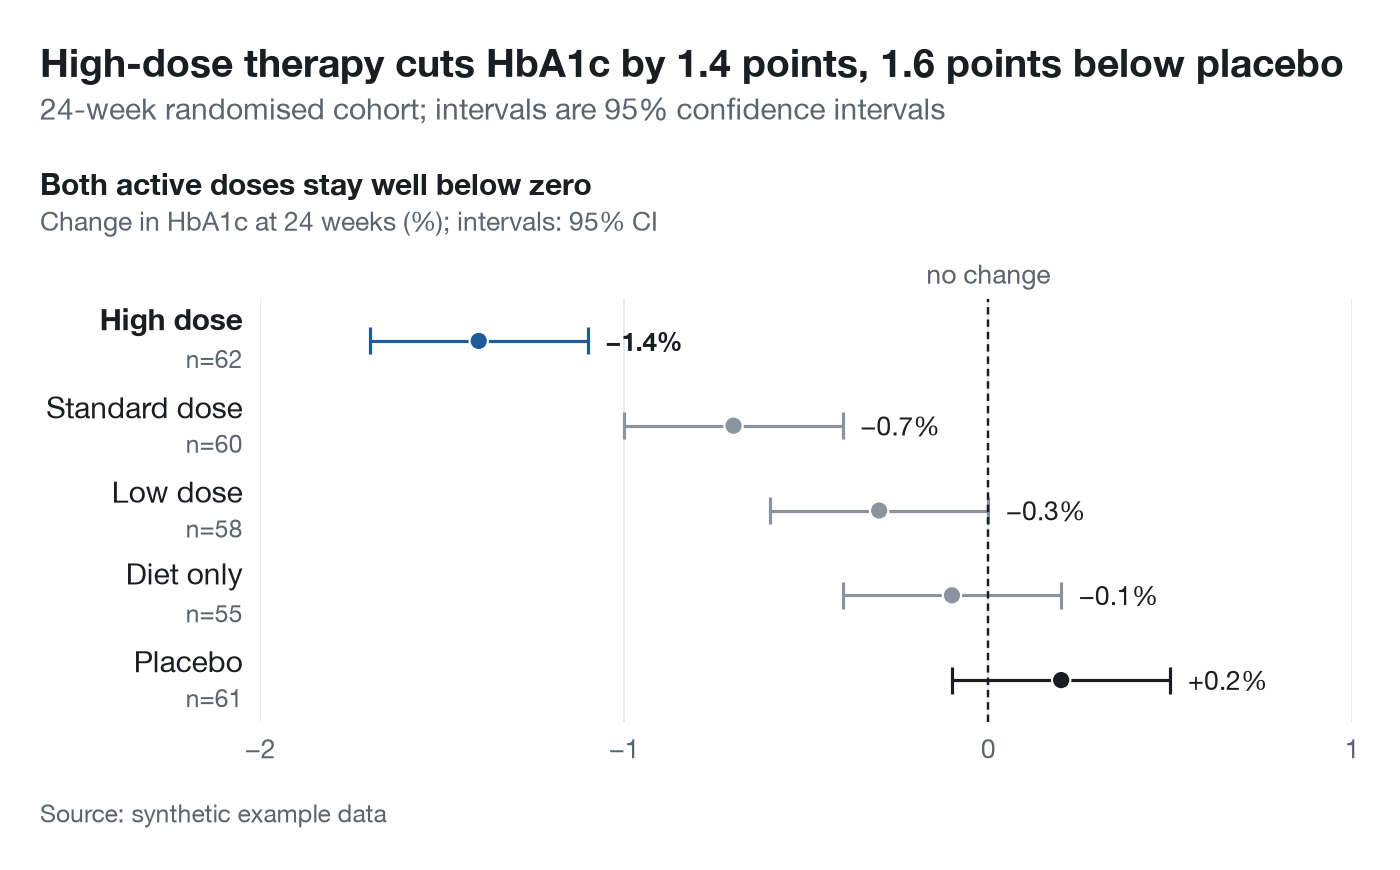 High-dose therapy cuts HbA1c by 1.4 points, 1.6 points below placebo
24-week randomised cohort; intervals are 95% confidence intervals
Both active doses stay well below zero
Change in HbA1c at 24 weeks (%); intervals: 95% CI
no change
High dose
n=62
−1.4%
Standard dose
n=60
−0.7%
Low dose
n=58
−0.3%
Diet only
n=55
−0.1%
Placebo
n=61
+0.2%
−2 −1 0 1
Source: synthetic example data